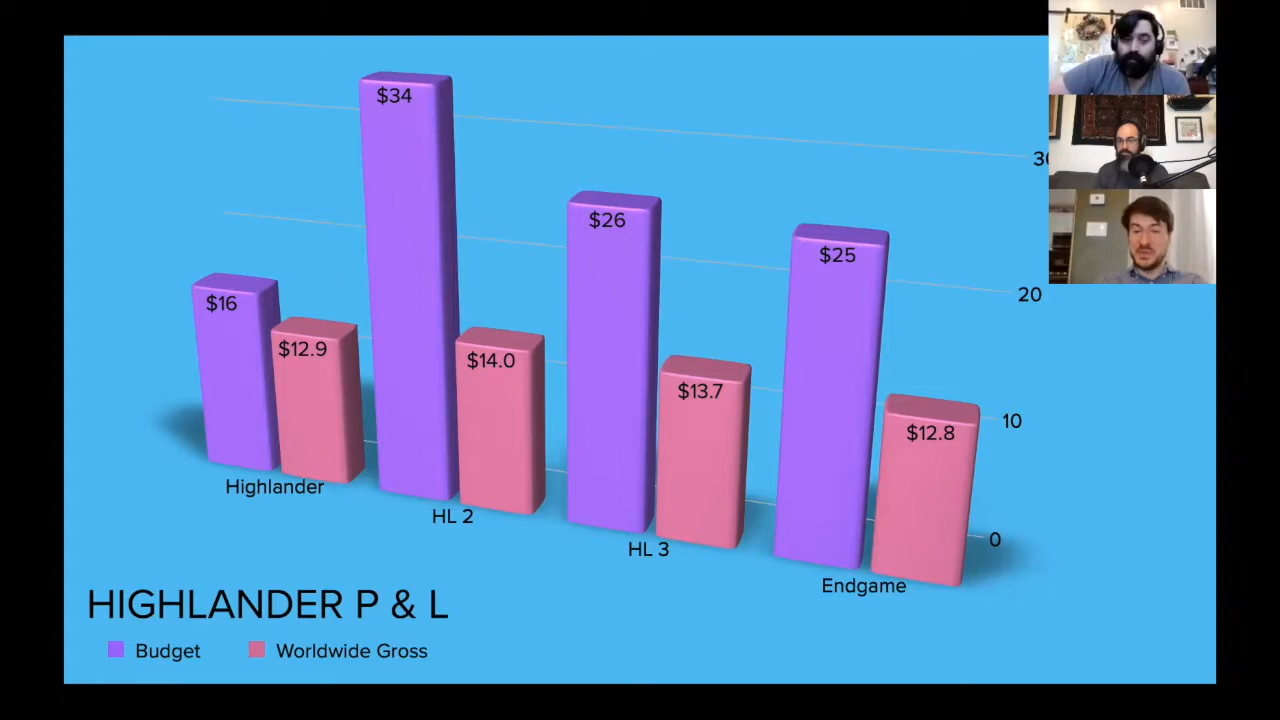 $34
30
$26
$25
20
$16
$12.9
$14.0
$13.7
10
$12.8
0
Highlander
HL 2
HL 3
Endgame
HIGHLANDER P & L
Budget
Worldwide Gross